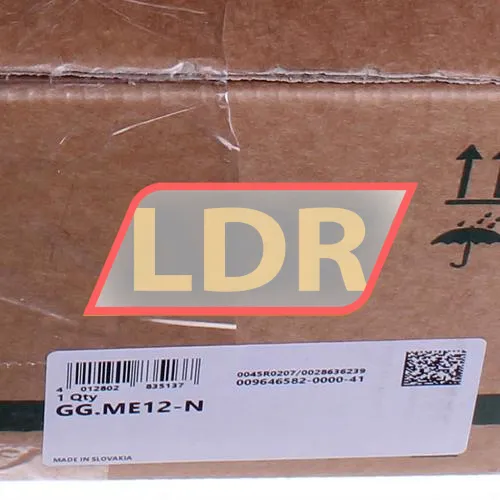 LDR
4 012802 835137
0045R0207/0028636239
009646582-0000-41
1 Qty
GG.ME12-N
MADE IN SLOVAKIA